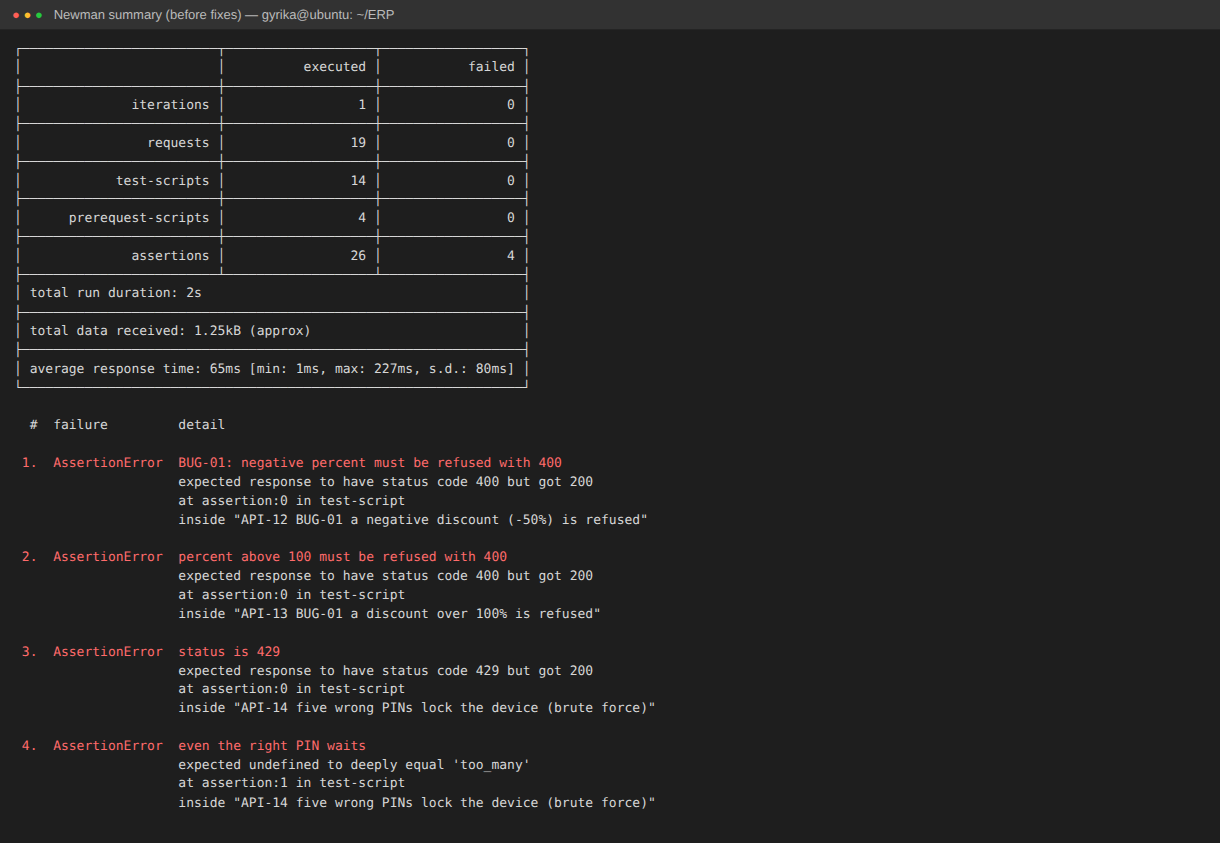 Newman summary (before fixes) — gyrika@ubuntu: ~/ERP
executed failed
iterations 1 0
requests 19 0
test-scripts 14 0
prerequest-scripts 4 0
assertions 26 4
total run duration: 2s
total data received: 1.25kB (approx)
average response time: 65ms [min: 1ms, max: 227ms, s.d.: 80ms]
# failure detail
1. AssertionError BUG-01: negative percent must be refused with 400
expected response to have status code 400 but got 200
at assertion:0 in test-script
inside "API-12 BUG-01 a negative discount (-50%) is refused"
2. AssertionError percent above 100 must be refused with 400
expected response to have status code 400 but got 200
at assertion:0 in test-script
inside "API-13 BUG-01 a discount over 100% is refused"
3. AssertionError status is 429
expected response to have status code 429 but got 200
at assertion:0 in test-script
inside "API-14 five wrong PINs lock the device (brute force)"
4. AssertionError even the right PIN waits
expected undefined to deeply equal 'too_many'
at assertion:1 in test-script
inside "API-14 five wrong PINs lock the device (brute force)"